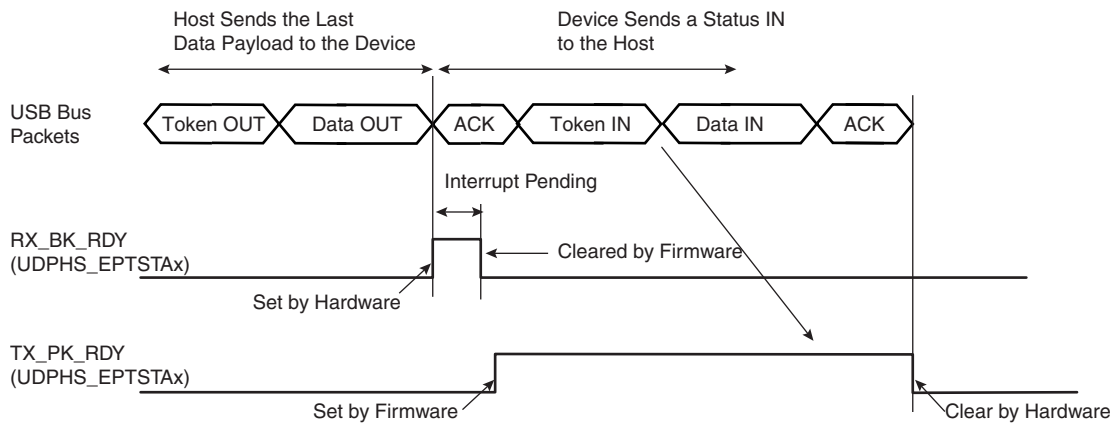 Host Sends the Last
Data Payload to the Device
Device Sends a Status IN
to the Host
USB Bus
Packets
Token OUT
Data OUT
ACK
Token IN
Data IN
ACK
Interrupt Pending
RX_BK_RDY
(UDPHS_EPTSTAx)
Cleared by Firmware
Set by Hardware
TX_PK_RDY
(UDPHS_EPTSTAx)
Set by Firmware
Clear by Hardware